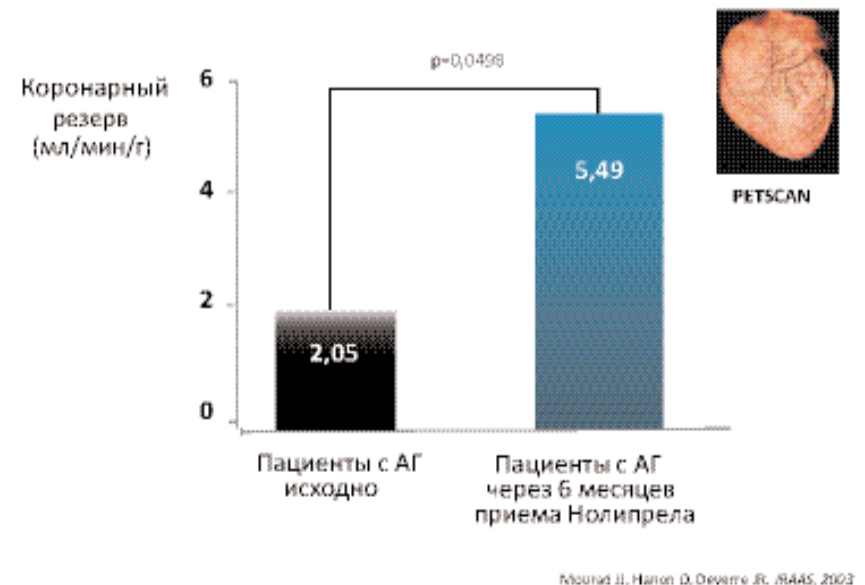 Коронарный
резерв
(мл/мин/г)
6
4
2
0
p=0,0498
2,05
5,49
PETSCAN
Пациенты с АГ
исходно
Пациенты с АГ
через 6 месяцев
приема Нолипрела
Mourad JJ, Hanon O, Deverre JR. JRAAS, 2003